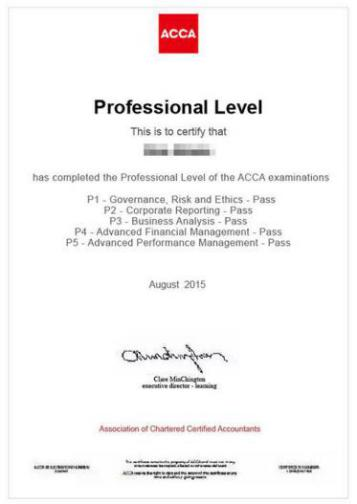 ACCA
Professional Level
This is to certify that
has completed the Professional Level of the ACCA examinations
P1 - Governance, Risk and Ethics - Pass
P2 - Corporate Reporting - Pass
P3 - Business Analysis - Pass
P4 - Advanced Financial Management - Pass
P5 - Advanced Performance Management - Pass
August 2015
Clare MinChington
executive director - learning
Association of Chartered Certified Accountants